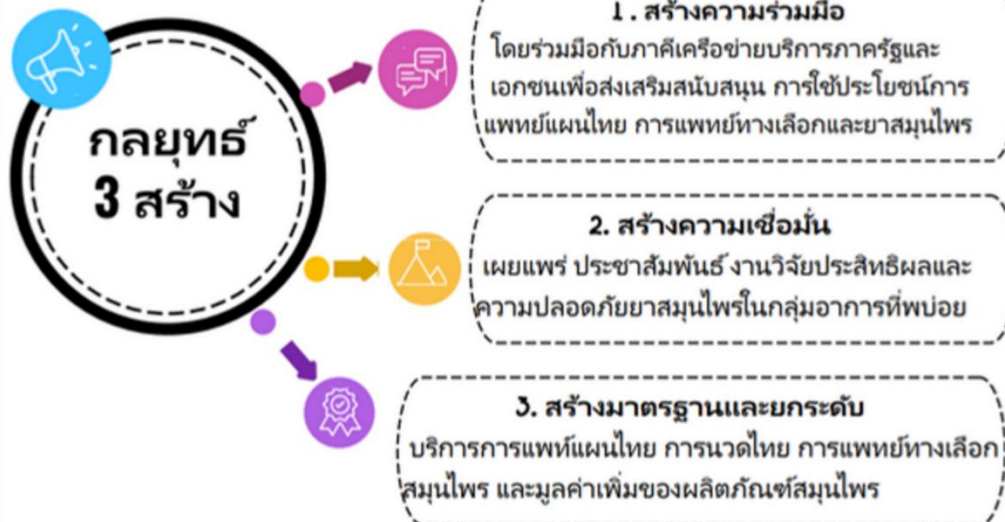 กลยุทธ์
3 สร้าง
1. สร้างความร่วมมือ
โดยร่วมมือกับภาคีเครือข่ายบริการภาครัฐและ
เอกชนเพื่อส่งเสริมสนับสนุน การใช้ประโยชน์การ
แพทย์แผนไทย การแพทย์ทางเลือกและยาสมุนไพร
2. สร้างความเชื่อมั่น
เผยแพร่ ประชาสัมพันธ์ งานวิจัยประสิทธิผลและ
ความปลอดภัยยาสมุนไพรในกลุ่มอาการที่พบ่อย
3. สร้างมาตรฐานและยกระดับ
บริการการแพท์แผนไทย การนวดไทย การแพทย์ทางเลือก
สมุนไพร และมูลค่าเพิ่มของผลิตภัณฑ์สมุนไพร